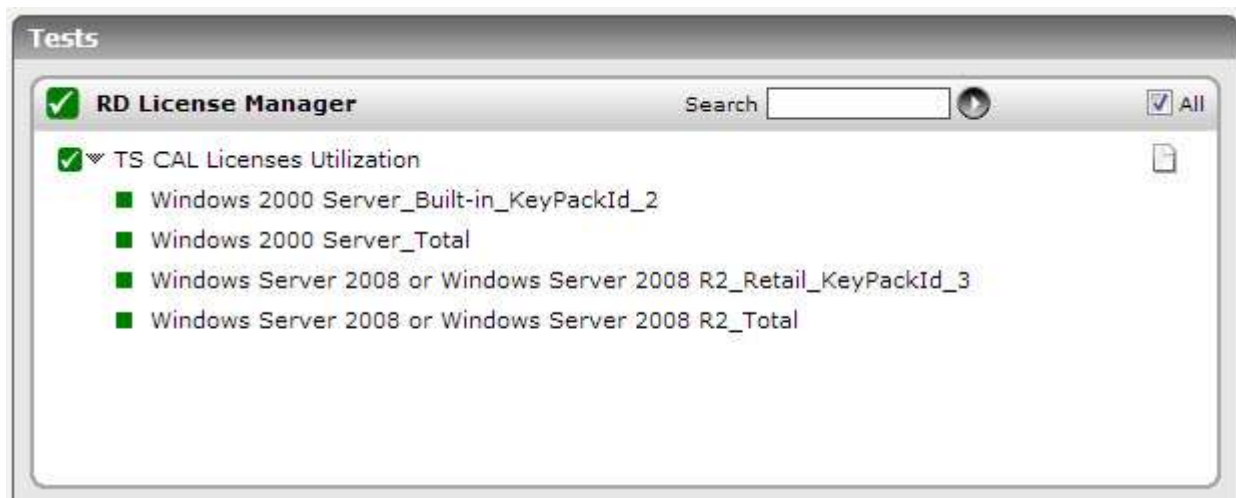 Tests
RD License Manager Search All
TS CAL Licenses Utilization
Windows 2000 Server_Built-in_KeyPackId_2
Windows 2000 Server_Total
Windows Server 2008 or Windows Server 2008 R2_Retail_KeyPackId_3
Windows Server 2008 or Windows Server 2008 R2_Total